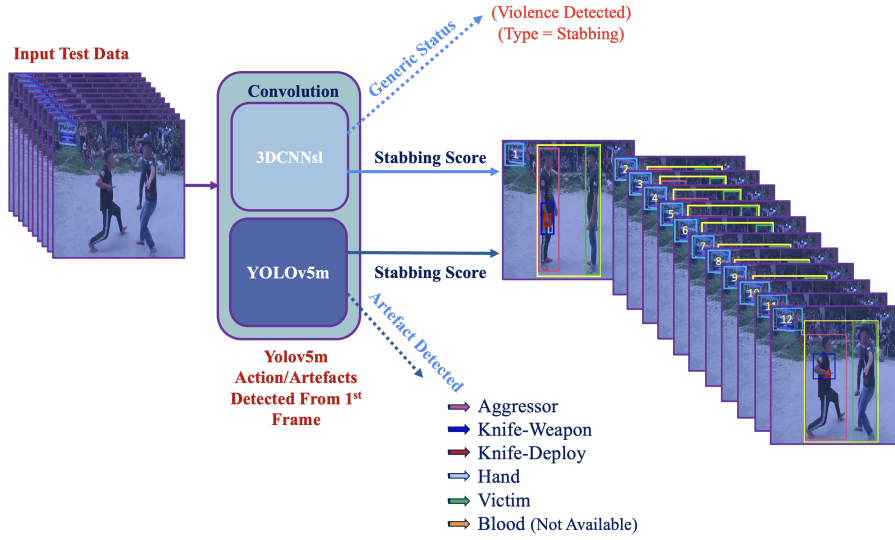 (Violence Detected)
(Type = Stabbing)
Generic Status
Input Test Data
Convolution
3DCNNsl
Stabbing Score
YOLOv5m
Stabbing Score
Artefact Detected
Yolov5m
Action/Artefacts
Detected From 1st
Frame
1
2
3
4
5
6
7
8
9
10
11
12
Aggressor
Knife-Weapon
Knife-Deploy
Hand
Victim
Blood (Not Available)